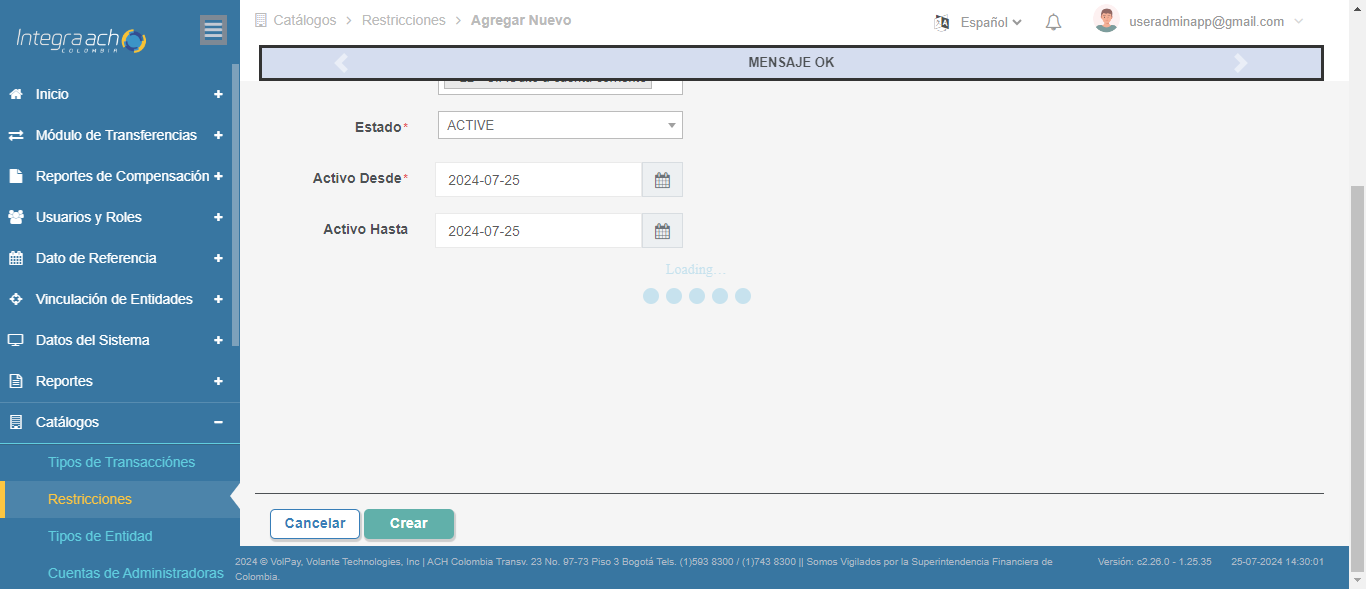 Integra ach
COLOMBIA
Catálogos > Restricciones > Agregar Nuevo
Español
useradminapp@gmail.com
MENSAJE OK
Inicio +
Módulo de Transferencias +
Reportes de Compensación +
Usuarios y Roles +
Dato de Referencia +
Vinculación de Entidades +
Datos del Sistema +
Reportes +
Catálogos −
Tipos de Transacciónes
Restricciones
Tipos de Entidad
Cuentas de Administradoras
Estado* ACTIVE
Activo Desde* 2024-07-25
Activo Hasta 2024-07-25
Loading...
Cancelar Crear
2024 © VolPay, Volante Technologies, Inc | ACH Colombia Transv. 23 No. 97-73 Piso 3 Bogotá Tels. (1)593 8300 / (1)743 8300 || Somos Vigilados por la Superintendencia Financiera de
Colombia.
Versión: c2.26.0 - 1.25.35 25-07-2024 14:30:01